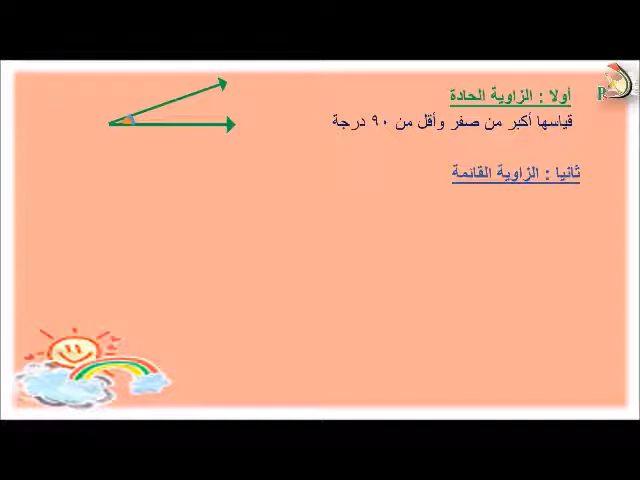 أولا : الزاوية الحادة
قياسها أكبر من صفر وأقل من ٩٠ درجة
ثانيا : الزاوية القائمة
P